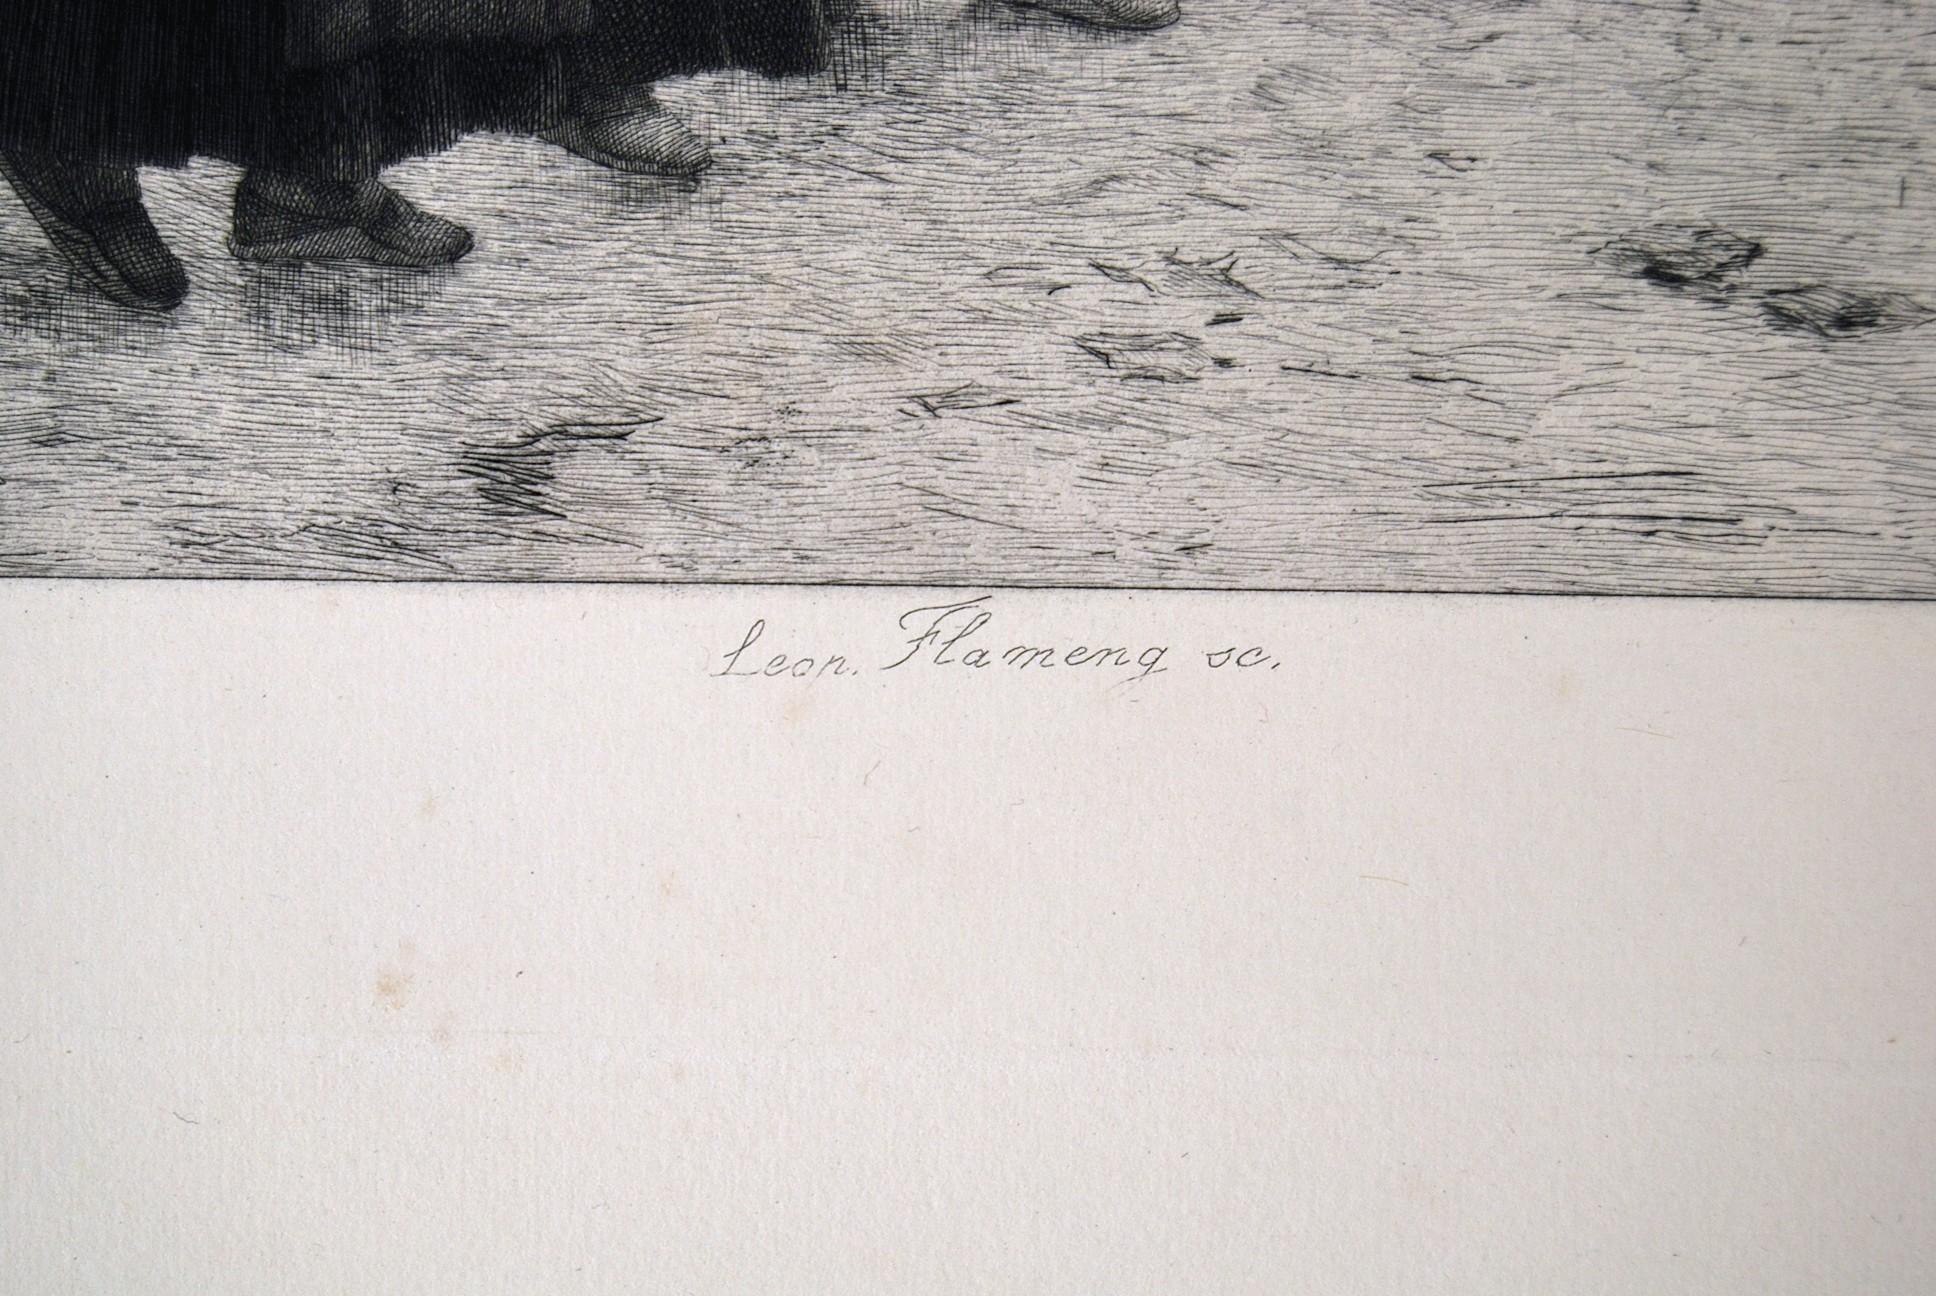 Leon. Flameng sc.